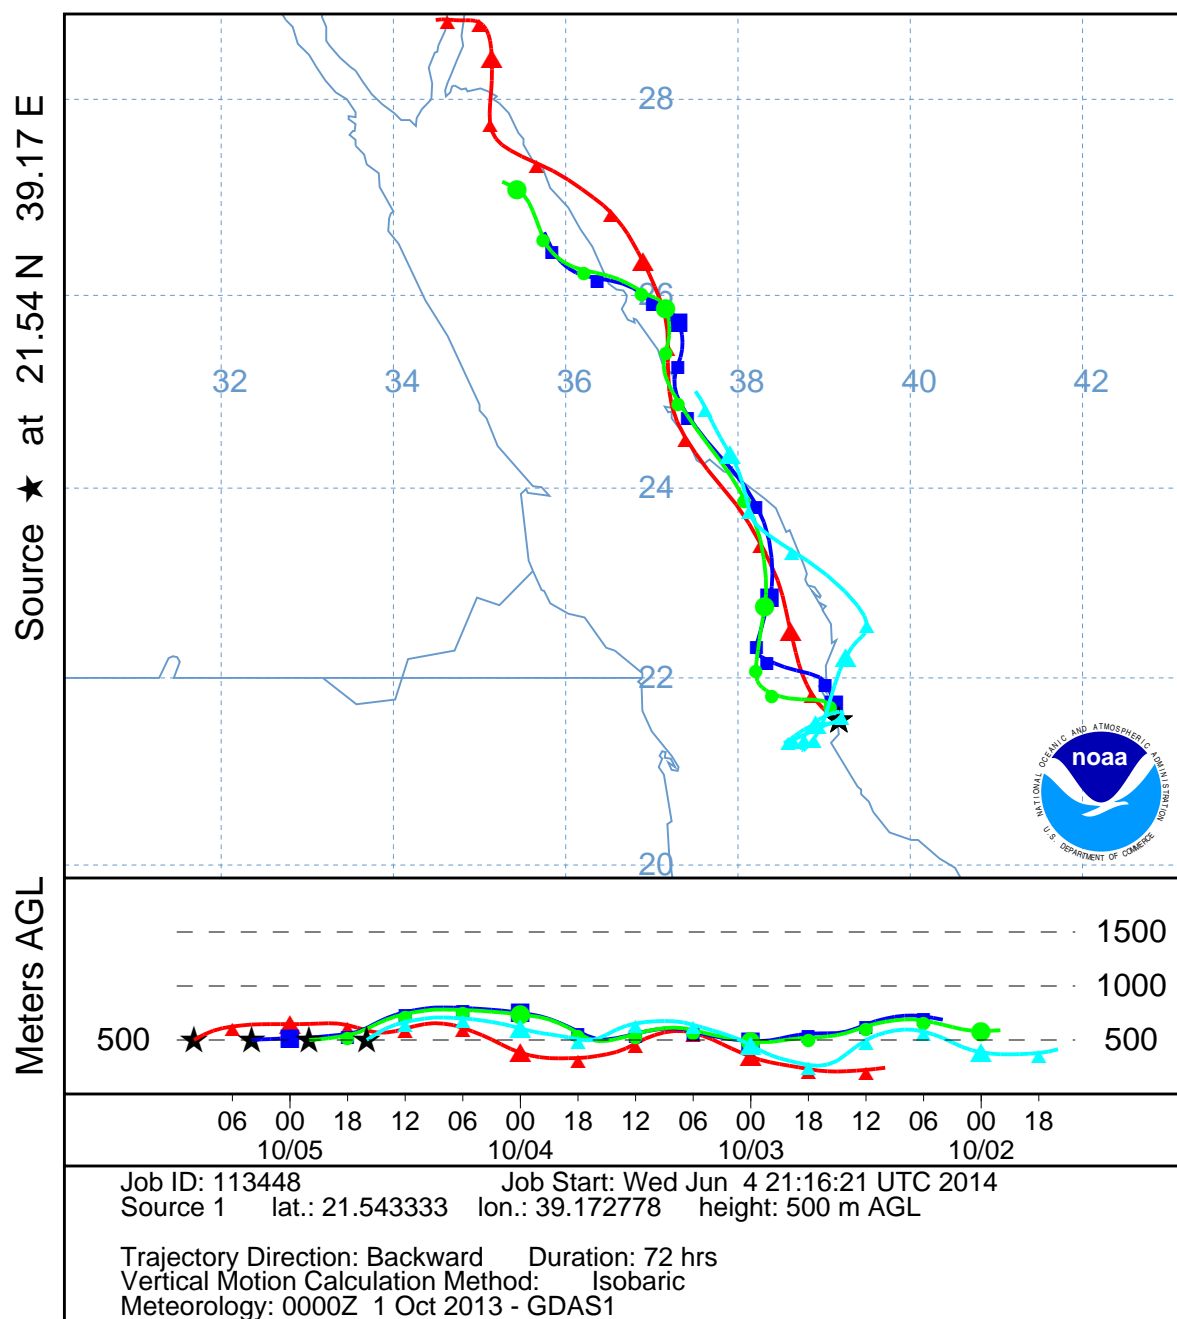 Source ★ at 21.54 N 39.17 E
28
26
32 34 36 38 40 42
24
22
20
NATIONAL OCEANIC AND ATMOSPHERIC ADMINISTRATION
noaa
U.S. DEPARTMENT OF COMMERCE
Meters AGL
1500
1000
500 500
06 00 18 12 06 00 18 12 06 00 18 12 06 00 18
10/05 10/04 10/03 10/02
Job ID: 113448 Job Start: Wed Jun 4 21:16:21 UTC 2014
Source 1 lat.: 21.543333 lon.: 39.172778 height: 500 m AGL
Trajectory Direction: Backward Duration: 72 hrs
Vertical Motion Calculation Method: Isobaric
Meteorology: 0000Z 1 Oct 2013 - GDAS1